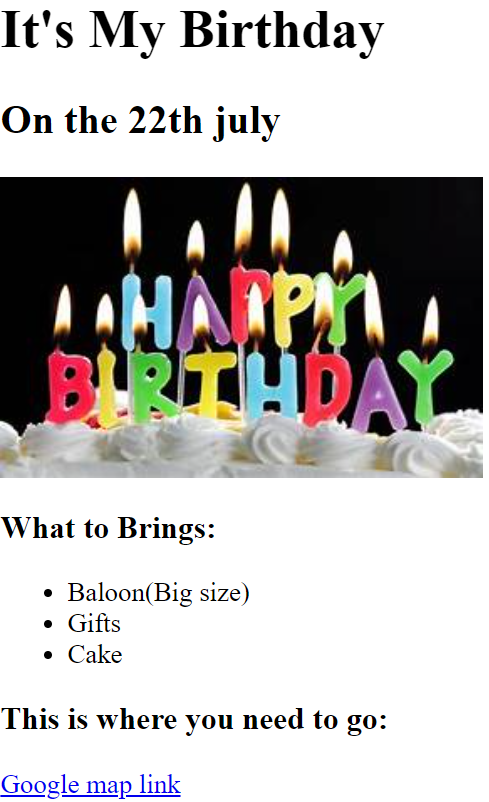 It's My Birthday
On the 22th july
HAPPY
BIRTHDAY
What to Brings:
Baloon(Big size)
Gifts
Cake
This is where you need to go:
Google map link